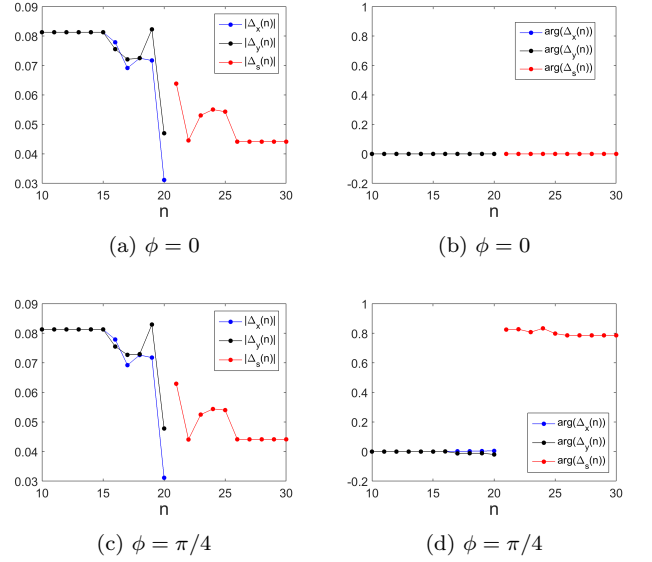 0.09
0.08
0.07
0.06
0.05
0.04
0.03
10 15 20 25 30
n
|Δx(n)|
|Δy(n)|
|Δs(n)|
(a) ϕ = 0
1
0.8
0.6
0.4
0.2
0
-0.2
10 15 20 25 30
n
arg(Δx(n))
arg(Δy(n))
arg(Δs(n))
(b) ϕ = 0
0.09
0.08
0.07
0.06
0.05
0.04
0.03
10 15 20 25 30
n
|Δx(n)|
|Δy(n)|
|Δs(n)|
(c) ϕ = π/4
1
0.8
0.6
0.4
0.2
0
-0.2
10 15 20 25 30
n
arg(Δx(n))
arg(Δy(n))
arg(Δs(n))
(d) ϕ = π/4